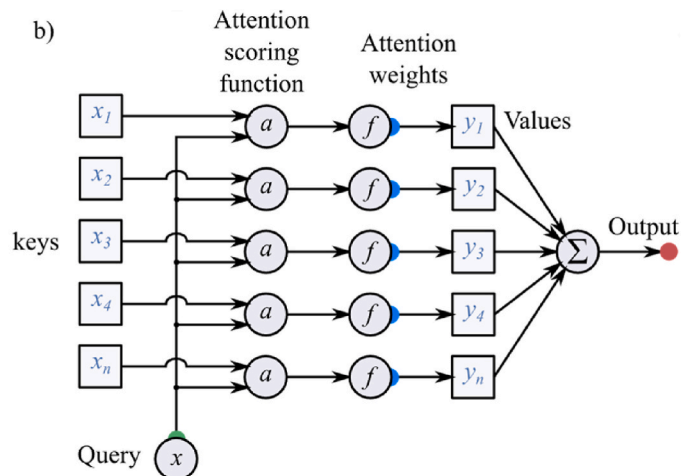 b)
Attention
scoring
function
Attention
weights
x1 a f y1 Values
x2 a f y2
keys x3 a f y3 Σ Output
x4 a f y4
xn a f yn
Query x